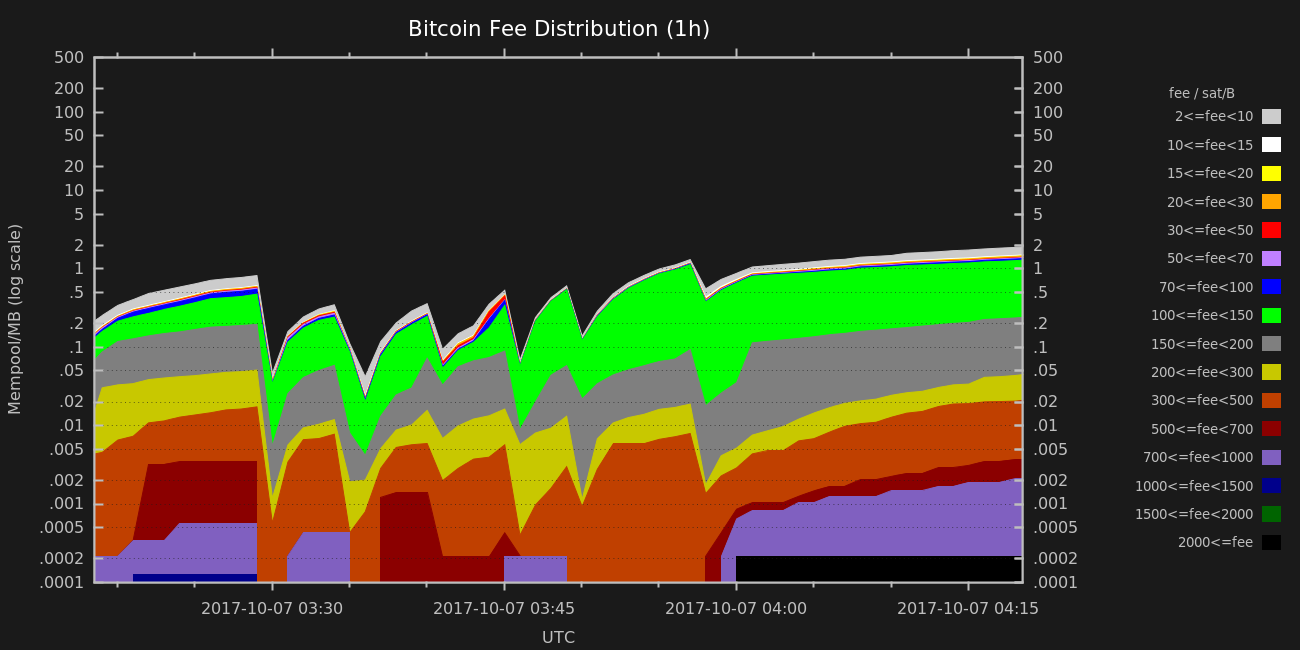 Bitcoin Fee Distribution (1h)
Mempool/MB (log scale)
500
200
100
50
20
10
5
2
1
.5
.2
.1
.05
.02
.01
.005
.002
.001
.0005
.0002
.0001
500
200
100
50
20
10
5
2
1
.5
.2
.1
.05
.02
.01
.005
.002
.001
.0005
.0002
.0001
2017-10-07 03:30 2017-10-07 03:45 2017-10-07 04:00 2017-10-07 04:15
UTC
fee / sat/B
2<=fee<10
10<=fee<15
15<=fee<20
20<=fee<30
30<=fee<50
50<=fee<70
70<=fee<100
100<=fee<150
150<=fee<200
200<=fee<300
300<=fee<500
500<=fee<700
700<=fee<1000
1000<=fee<1500
1500<=fee<2000
2000<=fee